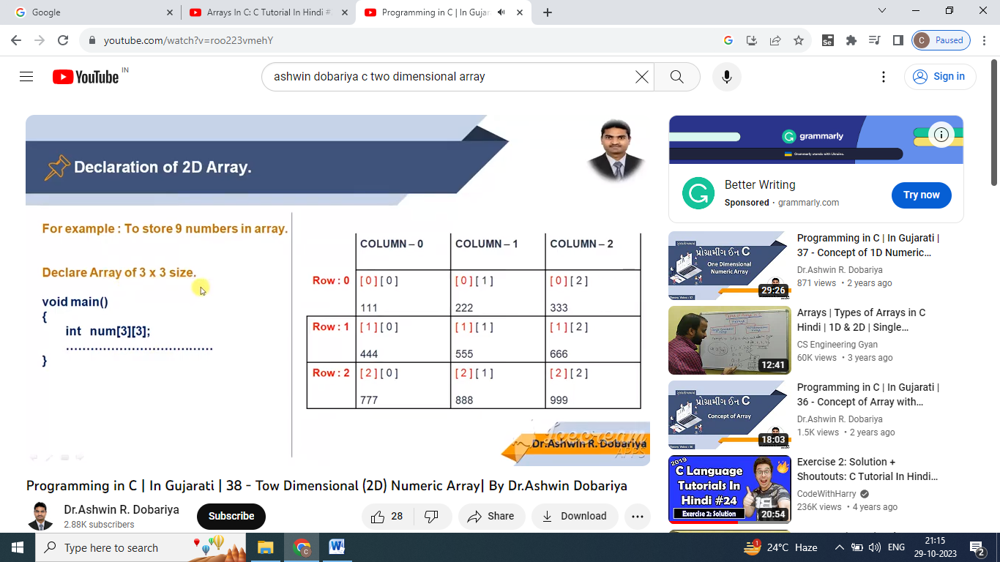 Google
Arrays In C: C Tutorial In Hindi #
Programming in C | In Gujar
youtube.com/watch?v=roo223vmehY
Se
C Paused
YouTube IN
ashwin dobariya c two dimensional array
Sign in
Declaration of 2D Array.
For example : To store 9 numbers in array.
Declare Array of 3 x 3 size.
void main()
{
int num[3][3];
....................................
}
COLUMN – 0 COLUMN – 1 COLUMN – 2
Row : 0 [ 0 ] [ 0 ] [ 0 ] [ 1 ] [ 0 ] [ 2 ]
111 222 333
Row : 1 [ 1 ] [ 0 ] [ 1 ] [ 1 ] [ 1 ] [ 2 ]
444 555 666
Row : 2 [ 2 ] [ 0 ] [ 2 ] [ 1 ] [ 2 ] [ 2 ]
777 888 999
Icecream
APPS
Dr.Ashwin R. Dobariya
Programming in C | In Gujarati | 38 - Tow Dimensional (2D) Numeric Array| By Dr.Ashwin Dobariya
Dr.Ashwin R. Dobariya
2.88K subscribers
Subscribe
28
Share
Download
grammarly
Grammarly stands with Ukraine.
Better Writing
Sponsored · grammarly.com
Try now
પ્રોગ્રામીંગ ઈન C
One Dimensional
Numeric Array
29:26
Programming in C | In Gujarati |
37 - Concept of 1D Numeric...
Dr.Ashwin R. Dobariya
871 views • 2 years ago
12:41
Arrays | Types of Arrays in C
Hindi | 1D & 2D | Single...
CS Engineering Gyan
60K views • 3 years ago
પ્રોગ્રામીંગ ઈન C
Concept of Array
18:03
Programming in C | In Gujarati |
36 - Concept of Array with...
Dr.Ashwin R. Dobariya
1.5K views • 2 years ago
2019
C Language
Tutorials In
Hindi #24
Exercise 2: Solution
20:54
Exercise 2: Solution +
Shoutouts: C Tutorial In Hindi...
CodeWithHarry
236K views • 4 years ago
Type here to search
24°C Haze
ENG
21:15
29-10-2023
2